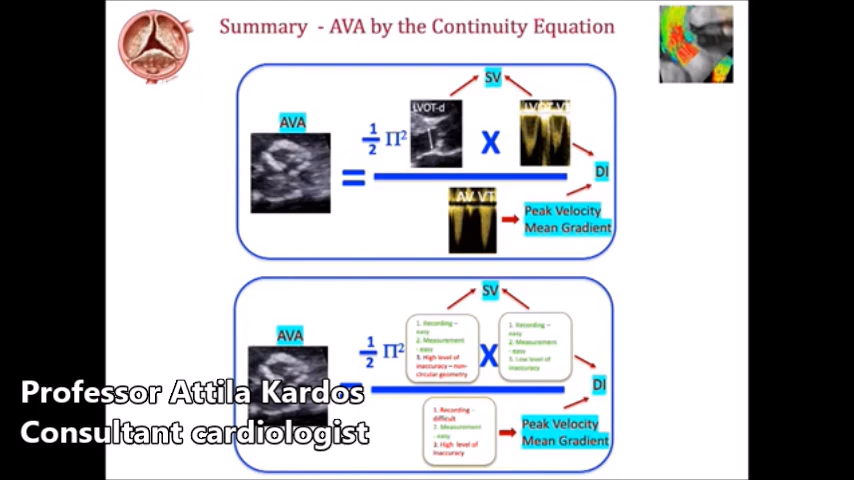 Summary - AVA by the Continuity Equation
SV
AVA
=
1
2
Π²
LVOT-d
X
LVOT VT
DI
AV VT
Peak Velocity
Mean Gradient
SV
AVA
1
2
Π²
1. Recording –
easy
2. Measurement
- easy
3. High level of
inaccuracy – non-
circular geometry
X
1. Recording –
easy
2. Measurement
- easy
3. Low level of
inaccuracy
DI
1. Recording -
difficult
2. Measurement
- easy
3. High level of
inaccuracy
Peak Velocity
Mean Gradient
Professor Attila Kardos
Consultant cardiologist